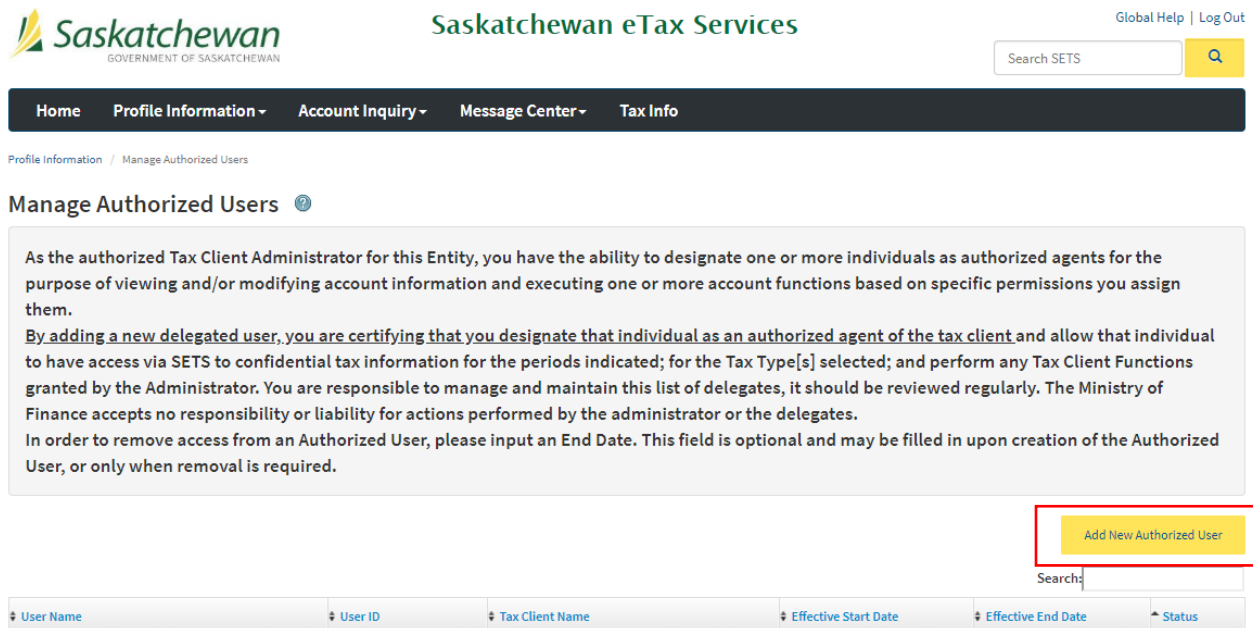 Saskatchewan
GOVERNMENT OF SASKATCHEWAN
Saskatchewan eTax Services
Global Help | Log Out
Search SETS
Home Profile Information Account Inquiry Message Center Tax Info
Profile Information / Manage Authorized Users
Manage Authorized Users ?
As the authorized Tax Client Administrator for this Entity, you have the ability to designate one or more individuals as authorized agents for the
purpose of viewing and/or modifying account information and executing one or more account functions based on specific permissions you assign
them.
By adding a new delegated user, you are certifying that you designate that individual as an authorized agent of the tax client and allow that individual
to have access via SETS to confidential tax information for the periods indicated; for the Tax Type[s] selected; and perform any Tax Client Functions
granted by the Administrator. You are responsible to manage and maintain this list of delegates, it should be reviewed regularly. The Ministry of
Finance accepts no responsibility or liability for actions performed by the administrator or the delegates.
In order to remove access from an Authorized User, please input an End Date. This field is optional and may be filled in upon creation of the Authorized
User, or only when removal is required.
Add New Authorized User
Search:
User Name User ID Tax Client Name Effective Start Date Effective End Date Status